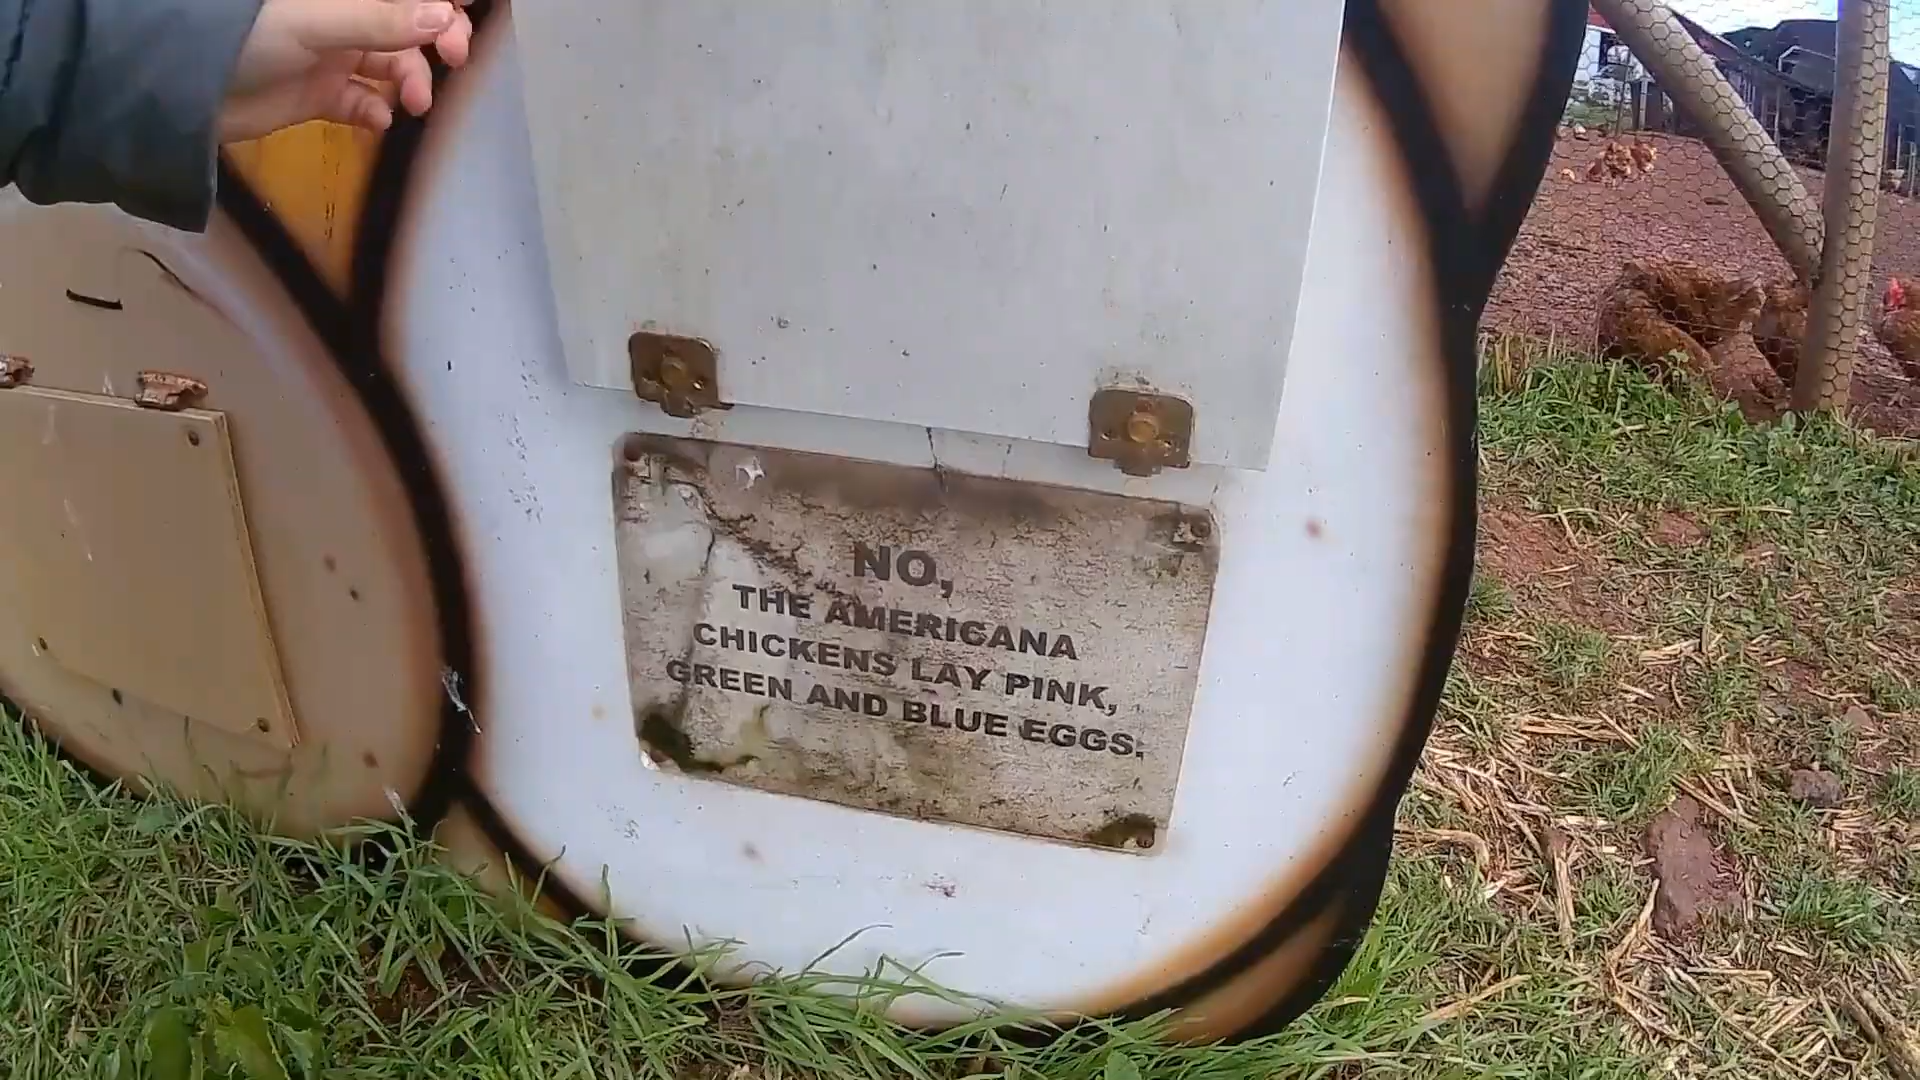 NO,
THE AMERICANA
CHICKENS LAY PINK,
GREEN AND BLUE EGGS.